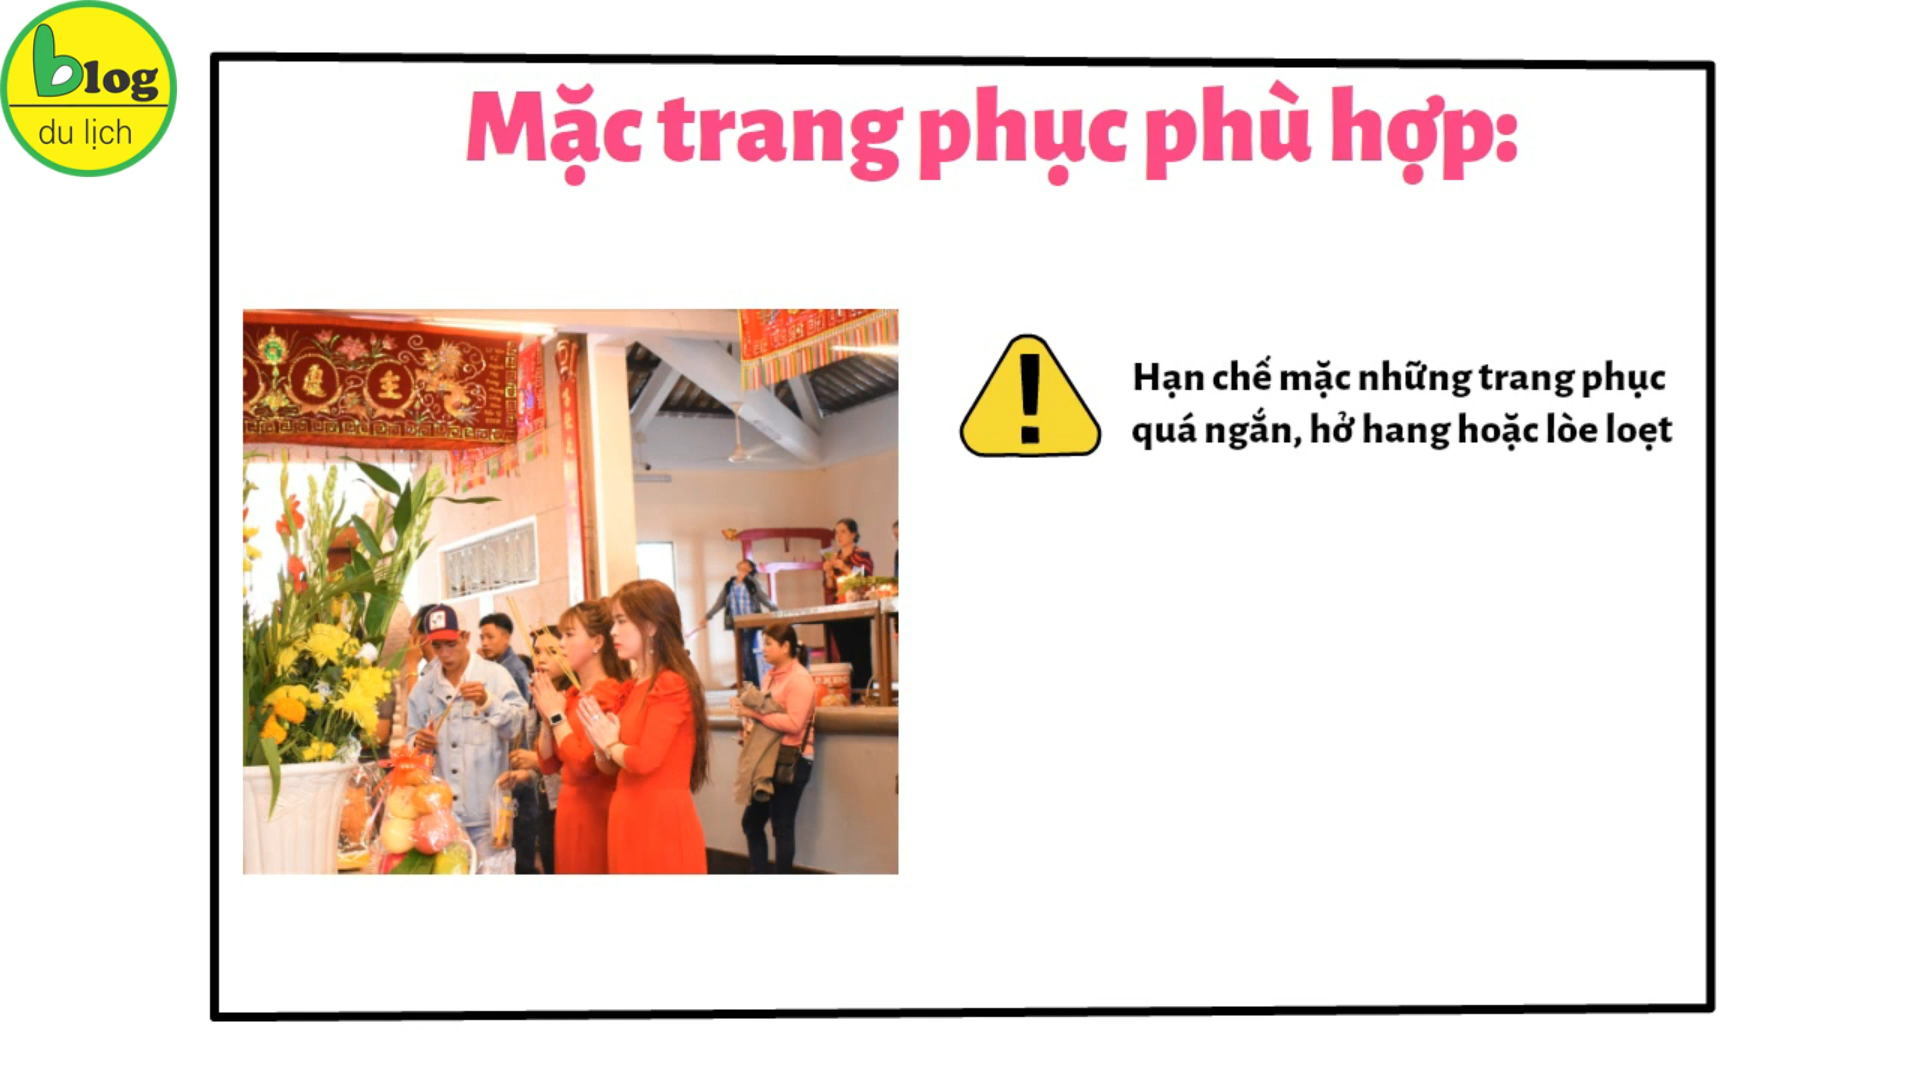 blog
du lịch
Mặc trang phục phù hợp:
Hạn chế mặc những trang phục
quá ngắn, hở hang hoặc lòe loẹt